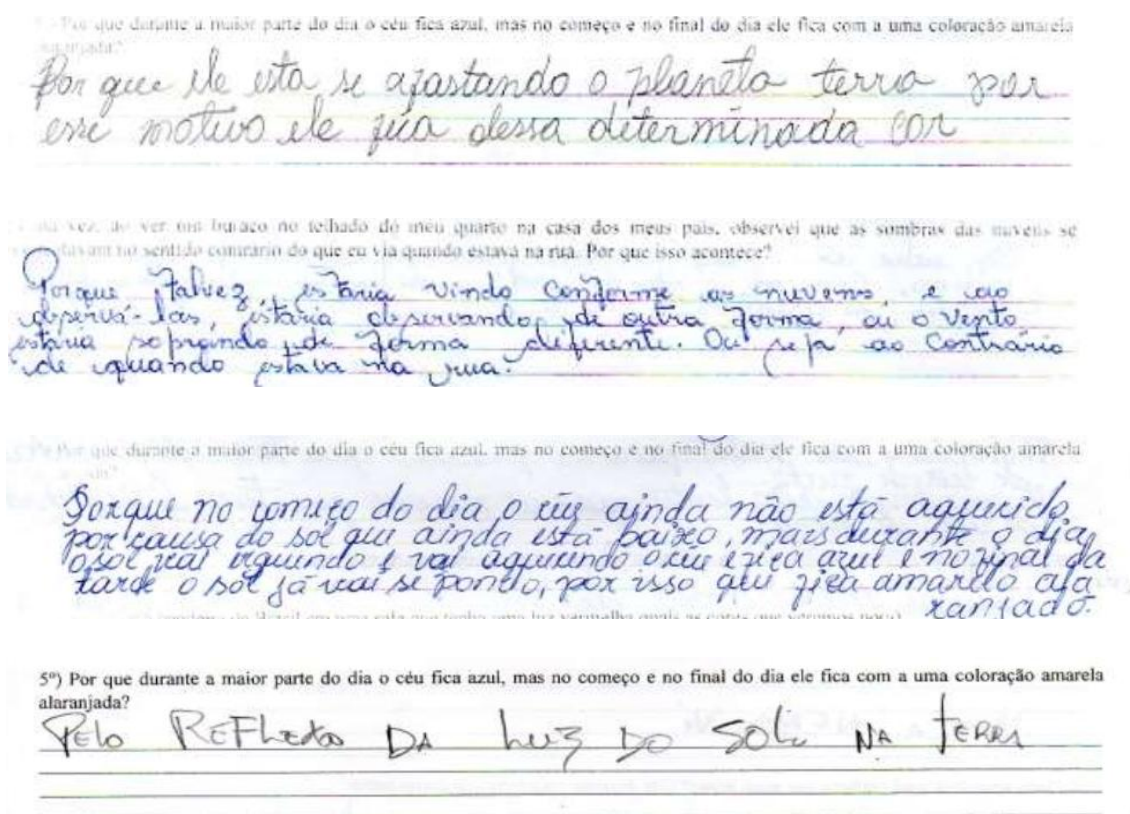 Por que durante a maior parte do dia o céu fica azul, mas no começo e no final do dia ele fica com a uma coloração amarela
alaranjada?
Por que ele esta se afastando o planeta terra por
esse motivo ele fica dessa determinada cor
vez, ao ver um buraco no telhado do meu quarto na casa dos meus pais, observei que as sombras das nuvens se
no sentido contrário do que eu via quando estava na rua. Por que isso acontece?
Porque talvez, estaria vindo conforme as nuvens, e ao
observá-las, estaria observando de outra forma, ou o vento
estaria soprando de forma deferente. Ou seja ao contrário
de quando estava na rua.
Por que durante a maior parte do dia o céu fica azul, mas no começo e no final do dia ele fica com a uma coloração amarela
Porque no começo do dia o céu ainda não está aquecido
por causa do sol que ainda está baixo, mais durante o dia
o sol vai erguendo e vai aquecendo o céu e fica azul e no final da
tarde o sol já vai se pondo, por isso que fica amarelo ala
ranjado.
5º) Por que durante a maior parte do dia o céu fica azul, mas no começo e no final do dia ele fica com a uma coloração amarela
alaranjada?
PELO REFLEXO DA LUZ DO SOL NA TERRA